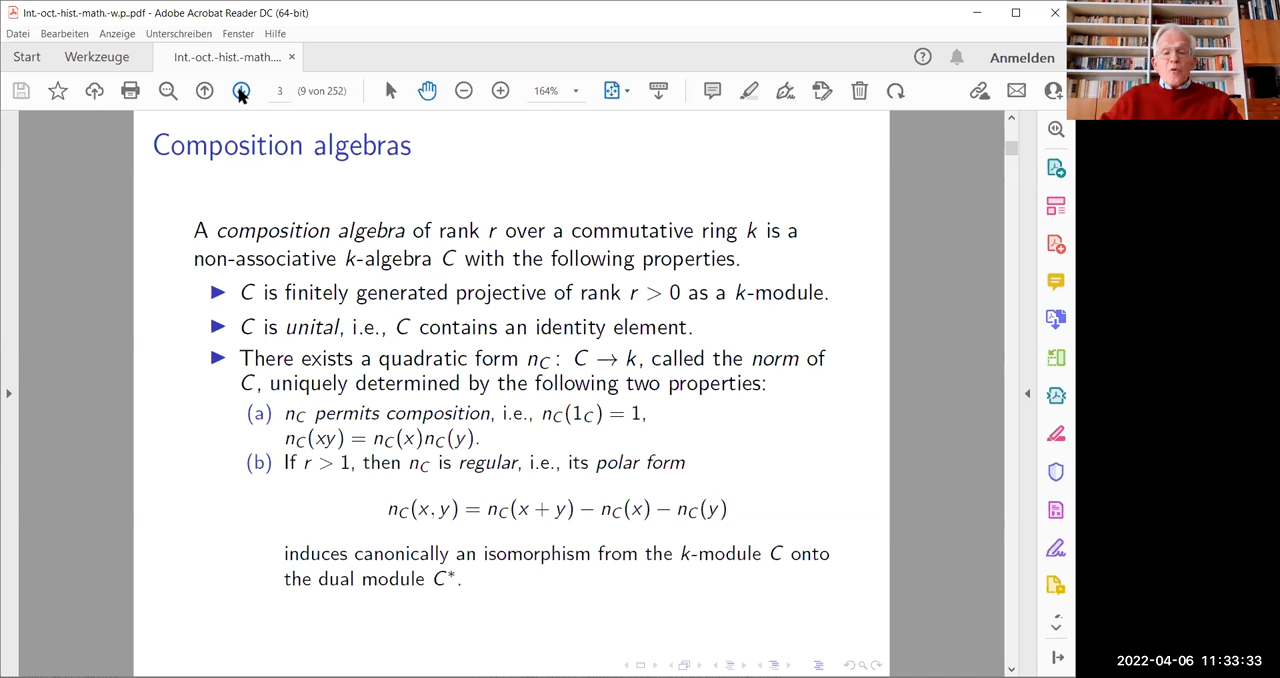 Int.-oct.-hist.-math.-w.p..pdf - Adobe Acrobat Reader DC (64-bit)
Datei Bearbeiten Anzeige Unterschreiben Fenster Hilfe
Start Werkzeuge Int.-oct.-hist.-math.... × Anmelden
3 (9 von 252) 164%
Composition algebras
A composition algebra of rank r over a commutative ring k is a
non-associative k-algebra C with the following properties.
▶ C is finitely generated projective of rank r > 0 as a k-module.
▶ C is unital, i.e., C contains an identity element.
▶ There exists a quadratic form n_C : C → k, called the norm of
C, uniquely determined by the following two properties:
(a) n_C permits composition, i.e., n_C(1_C) = 1,
n_C(xy) = n_C(x)n_C(y).
(b) If r > 1, then n_C is regular, i.e., its polar form
n_C(x, y) = n_C(x + y) − n_C(x) − n_C(y)
induces canonically an isomorphism from the k-module C onto
the dual module C*.
2022-04-06 11:33:33